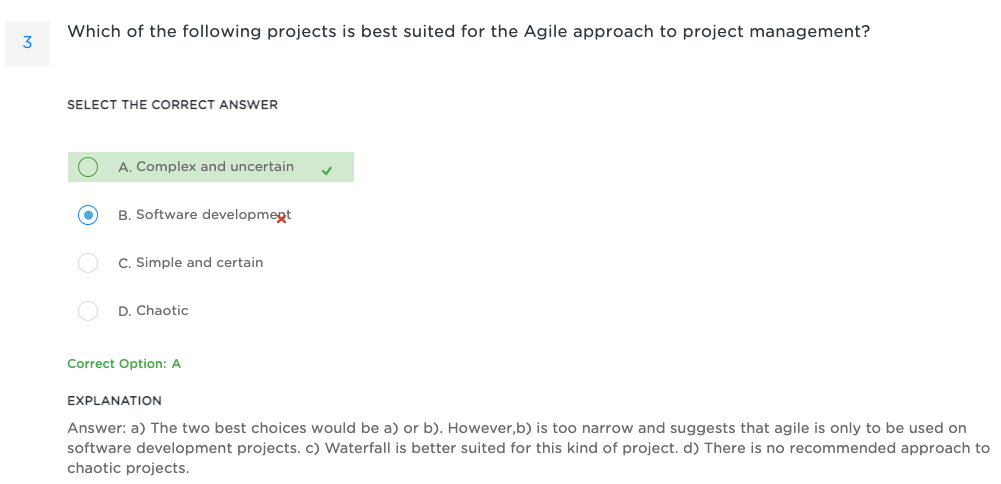 3
Which of the following projects is best suited for the Agile approach to project management?
SELECT THE CORRECT ANSWER
A. Complex and uncertain
B. Software development
C. Simple and certain
D. Chaotic
Correct Option: A
EXPLANATION
Answer: a) The two best choices would be a) or b). However,b) is too narrow and suggests that agile is only to be used on
software development projects. c) Waterfall is better suited for this kind of project. d) There is no recommended approach to
chaotic projects.